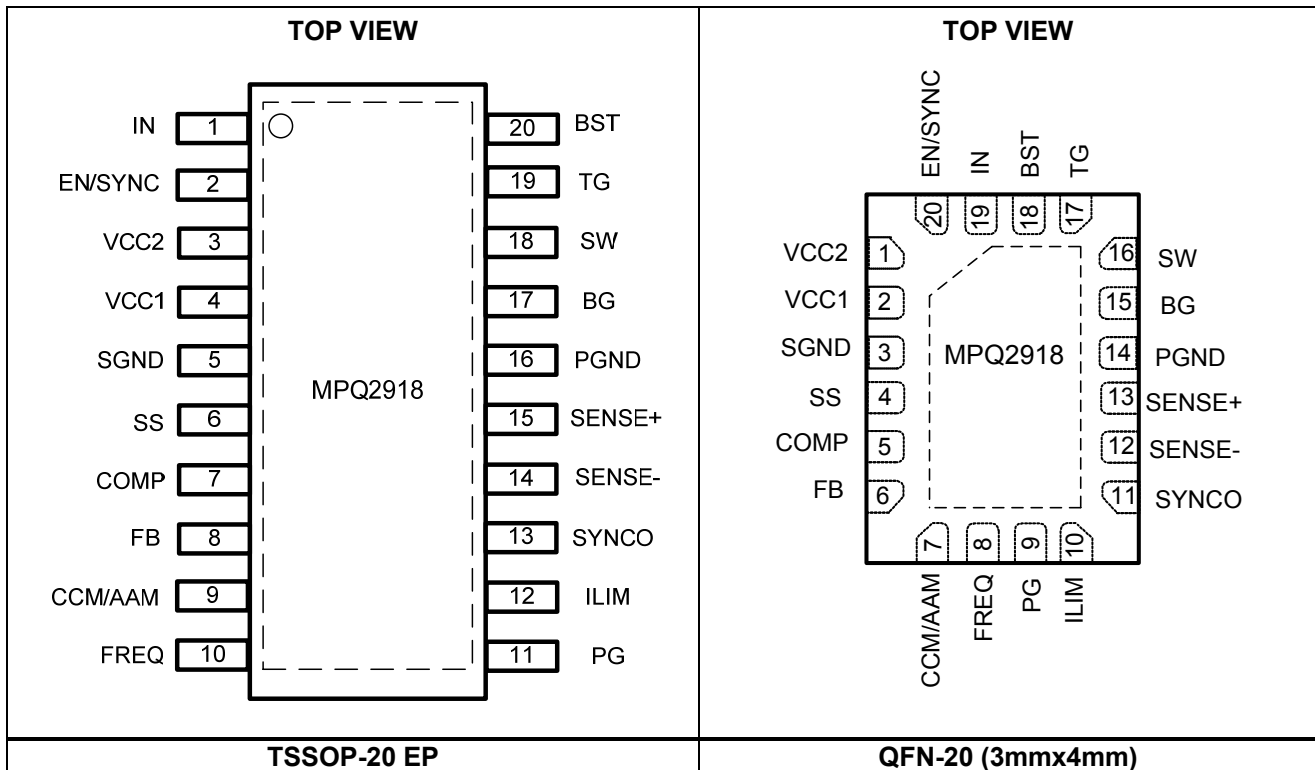 TOP VIEW
IN 1
EN/SYNC 2
VCC2 3
VCC1 4
SGND 5
SS 6
COMP 7
FB 8
CCM/AAM 9
FREQ 10
MPQ2918
20 BST
19 TG
18 SW
17 BG
16 PGND
15 SENSE+
14 SENSE-
13 SYNCO
12 ILIM
11 PG
TSSOP-20 EP
TOP VIEW
EN/SYNC IN BST TG
20 19 18 17
VCC2 1
VCC1 2
SGND 3
SS 4
COMP 5
FB 6
MPQ2918
16 SW
15 BG
14 PGND
13 SENSE+
12 SENSE-
11 SYNCO
7 8 9 10
CCM/AAM FREQ PG ILIM
QFN-20 (3mmx4mm)